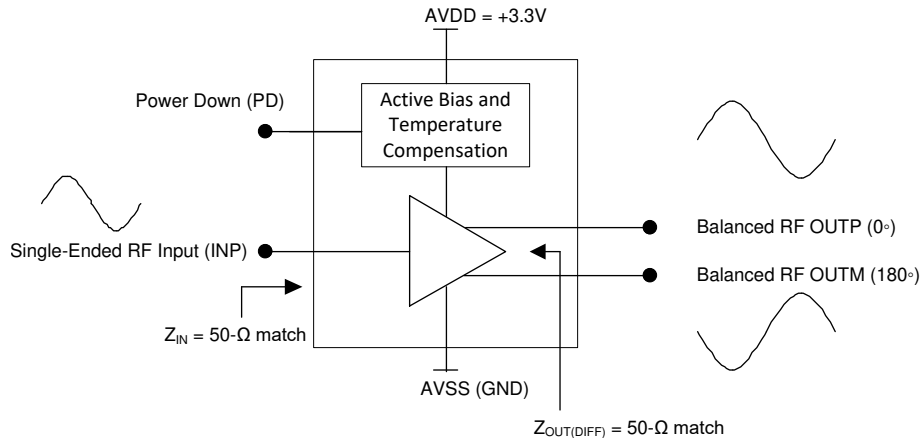 AVDD = +3.3V
Power Down (PD)
Active Bias and
Temperature
Compensation
Single-Ended RF Input (INP)
Balanced RF OUTP (0◦)
Balanced RF OUTM (180◦)
ZIN = 50-Ω match
AVSS (GND)
ZOUT(DIFF) = 50-Ω match